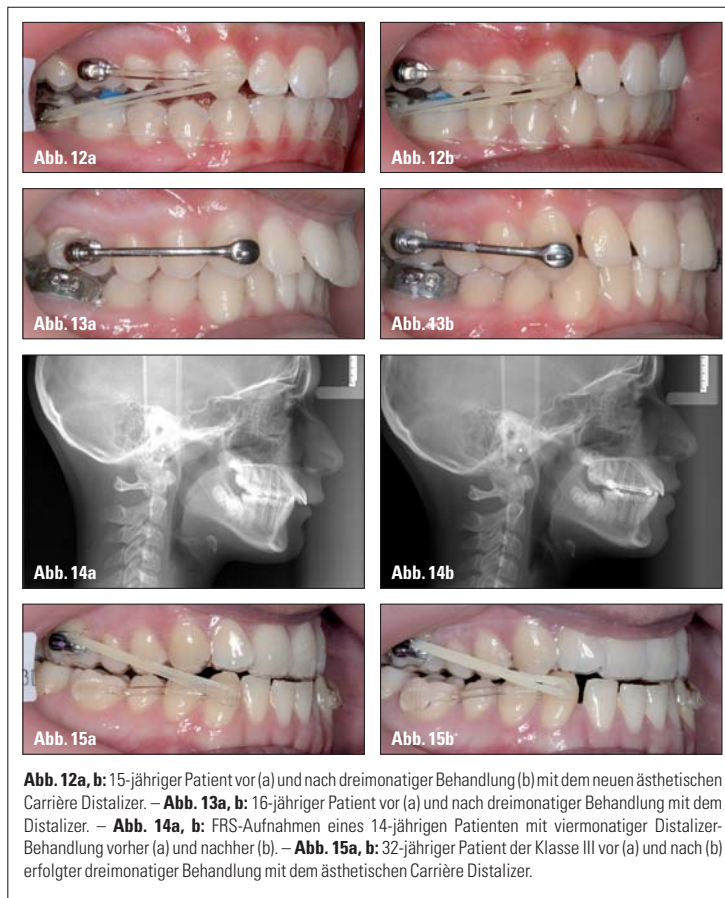 Abb. 12a
Abb. 12b
Abb. 13a
Abb. 13b
Abb. 14a
Abb. 14b
Abb. 15a
Abb. 15b
Abb. 12a, b: 15-jähriger Patient vor (a) und nach dreimonatiger Behandlung (b) mit dem neuen ästhetischen
Carrière Distalizer. – Abb. 13a, b: 16-jähriger Patient vor (a) und nach dreimonatiger Behandlung mit dem
Distalizer. – Abb. 14a, b: FRS-Aufnahmen eines 14-jährigen Patienten mit viermonatiger Distalizer-
Behandlung vorher (a) und nachher (b). – Abb. 15a, b: 32-jähriger Patient der Klasse III vor (a) und nach (b)
erfolgter dreimonatiger Behandlung mit dem ästhetischen Carrière Distalizer.